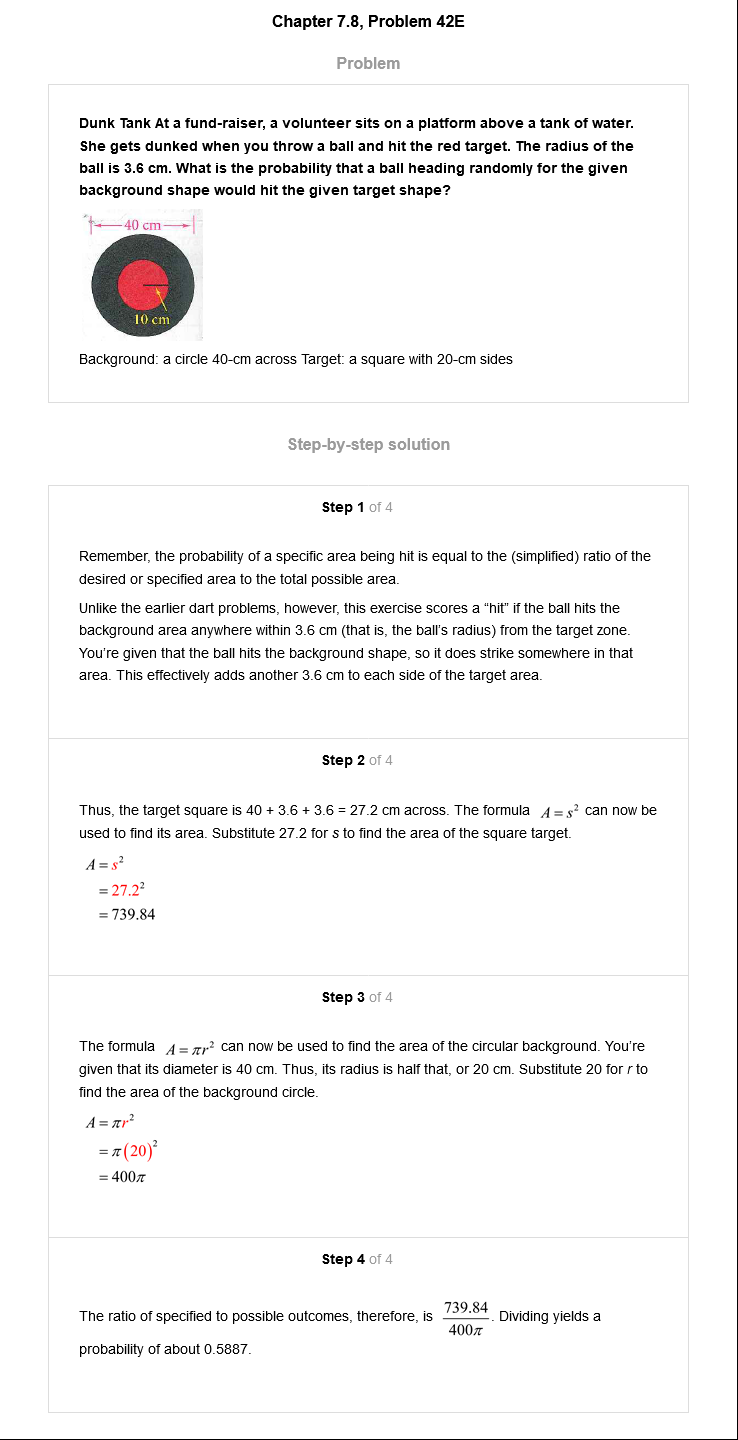 Chapter 7.8, Problem 42E
Problem
Dunk Tank At a fund-raiser, a volunteer sits on a platform above a tank of water.
She gets dunked when you throw a ball and hit the red target. The radius of the
ball is 3.6 cm. What is the probability that a ball heading randomly for the given
background shape would hit the given target shape?
40 cm
10 cm
Background: a circle 40-cm across Target: a square with 20-cm sides
Step-by-step solution
Step 1 of 4
Remember, the probability of a specific area being hit is equal to the (simplified) ratio of the
desired or specified area to the total possible area.
Unlike the earlier dart problems, however, this exercise scores a “hit” if the ball hits the
background area anywhere within 3.6 cm (that is, the ball’s radius) from the target zone.
You’re given that the ball hits the background shape, so it does strike somewhere in that
area. This effectively adds another 3.6 cm to each side of the target area.
Step 2 of 4
Thus, the target square is 40 + 3.6 + 3.6 = 27.2 cm across. The formula A = s² can now be
used to find its area. Substitute 27.2 for s to find the area of the square target.
A = s²
= 27.2²
= 739.84
Step 3 of 4
The formula A = πr² can now be used to find the area of the circular background. You’re
given that its diameter is 40 cm. Thus, its radius is half that, or 20 cm. Substitute 20 for r to
find the area of the background circle.
A = πr²
= π(20)²
= 400π
Step 4 of 4
The ratio of specified to possible outcomes, therefore, is 739.84/400π. Dividing yields a
probability of about 0.5887.